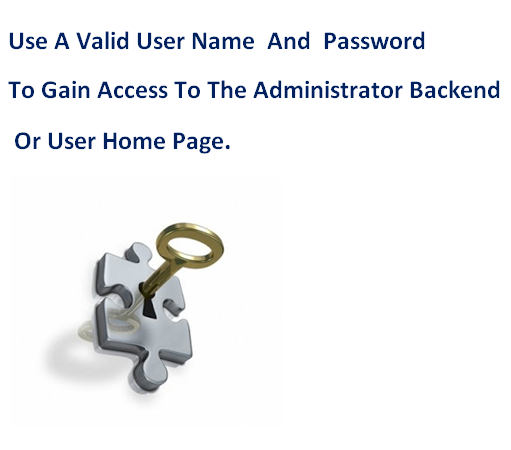 Use A Valid User Name  And  Password
To Gain Access To The Administrator Backend
Or User Home Page.